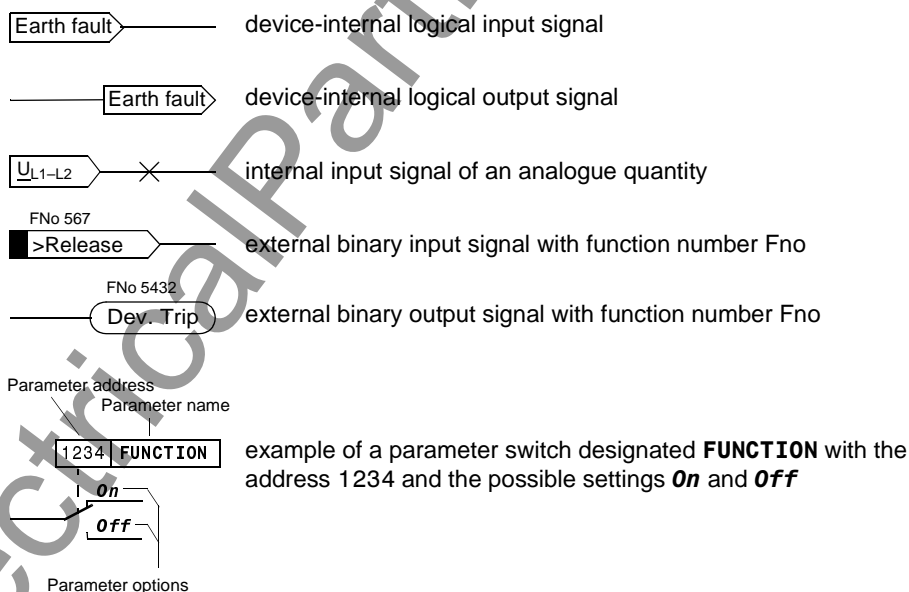 Earth fault device-internal logical input signal
Earth fault device-internal logical output signal
UL1–L2 internal input signal of an analogue quantity
FNo 567
>Release external binary input signal with function number Fno
FNo 5432
Dev. Trip external binary output signal with function number Fno
Parameter address
Parameter name
1234 FUNCTION example of a parameter switch designated FUNCTION with the
address 1234 and the possible settings On and Off
On
Off
Parameter options